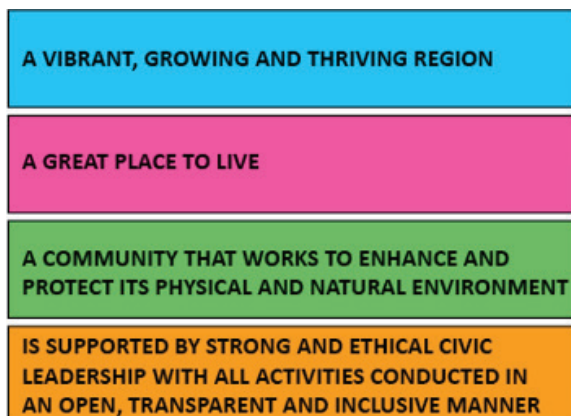 A VIBRANT, GROWING AND THRIVING REGION
A GREAT PLACE TO LIVE
A COMMUNITY THAT WORKS TO ENHANCE AND
PROTECT ITS PHYSICAL AND NATURAL ENVIRONMENT
IS SUPPORTED BY STRONG AND ETHICAL CIVIC
LEADERSHIP WITH ALL ACTIVITIES CONDUCTED IN
AN OPEN, TRANSPARENT AND INCLUSIVE MANNER